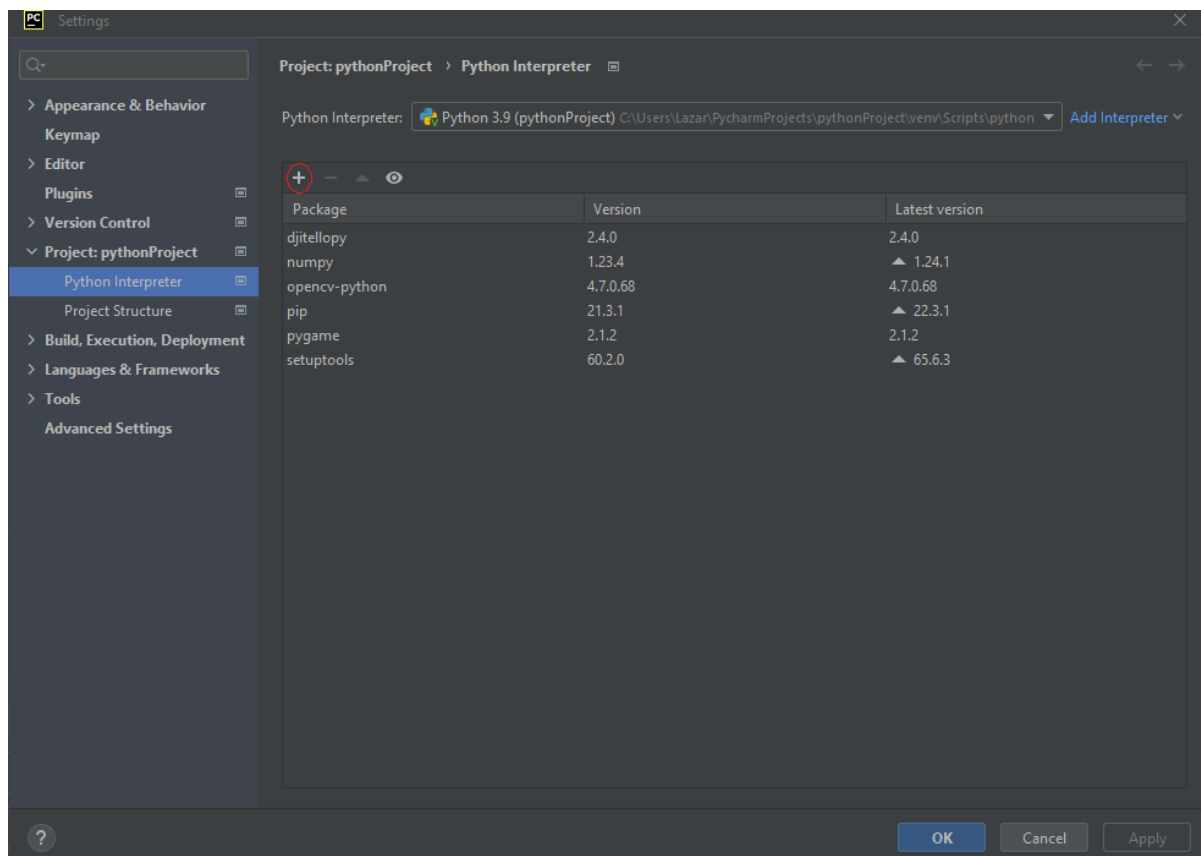 PC Settings
Project: pythonProject › Python Interpreter
Appearance & Behavior
Keymap
Editor
Plugins
Version Control
Project: pythonProject
Python Interpreter
Project Structure
Build, Execution, Deployment
Languages & Frameworks
Tools
Advanced Settings
Python Interpreter: Python 3.9 (pythonProject) C:\Users\Lazar\PycharmProjects\pythonProject\venv\Scripts\python
Add Interpreter
Package Version Latest version
djitellopy 2.4.0 2.4.0
numpy 1.23.4 1.24.1
opencv-python 4.7.0.68 4.7.0.68
pip 21.3.1 22.3.1
pygame 2.1.2 2.1.2
setuptools 60.2.0 65.6.3
? OK Cancel Apply